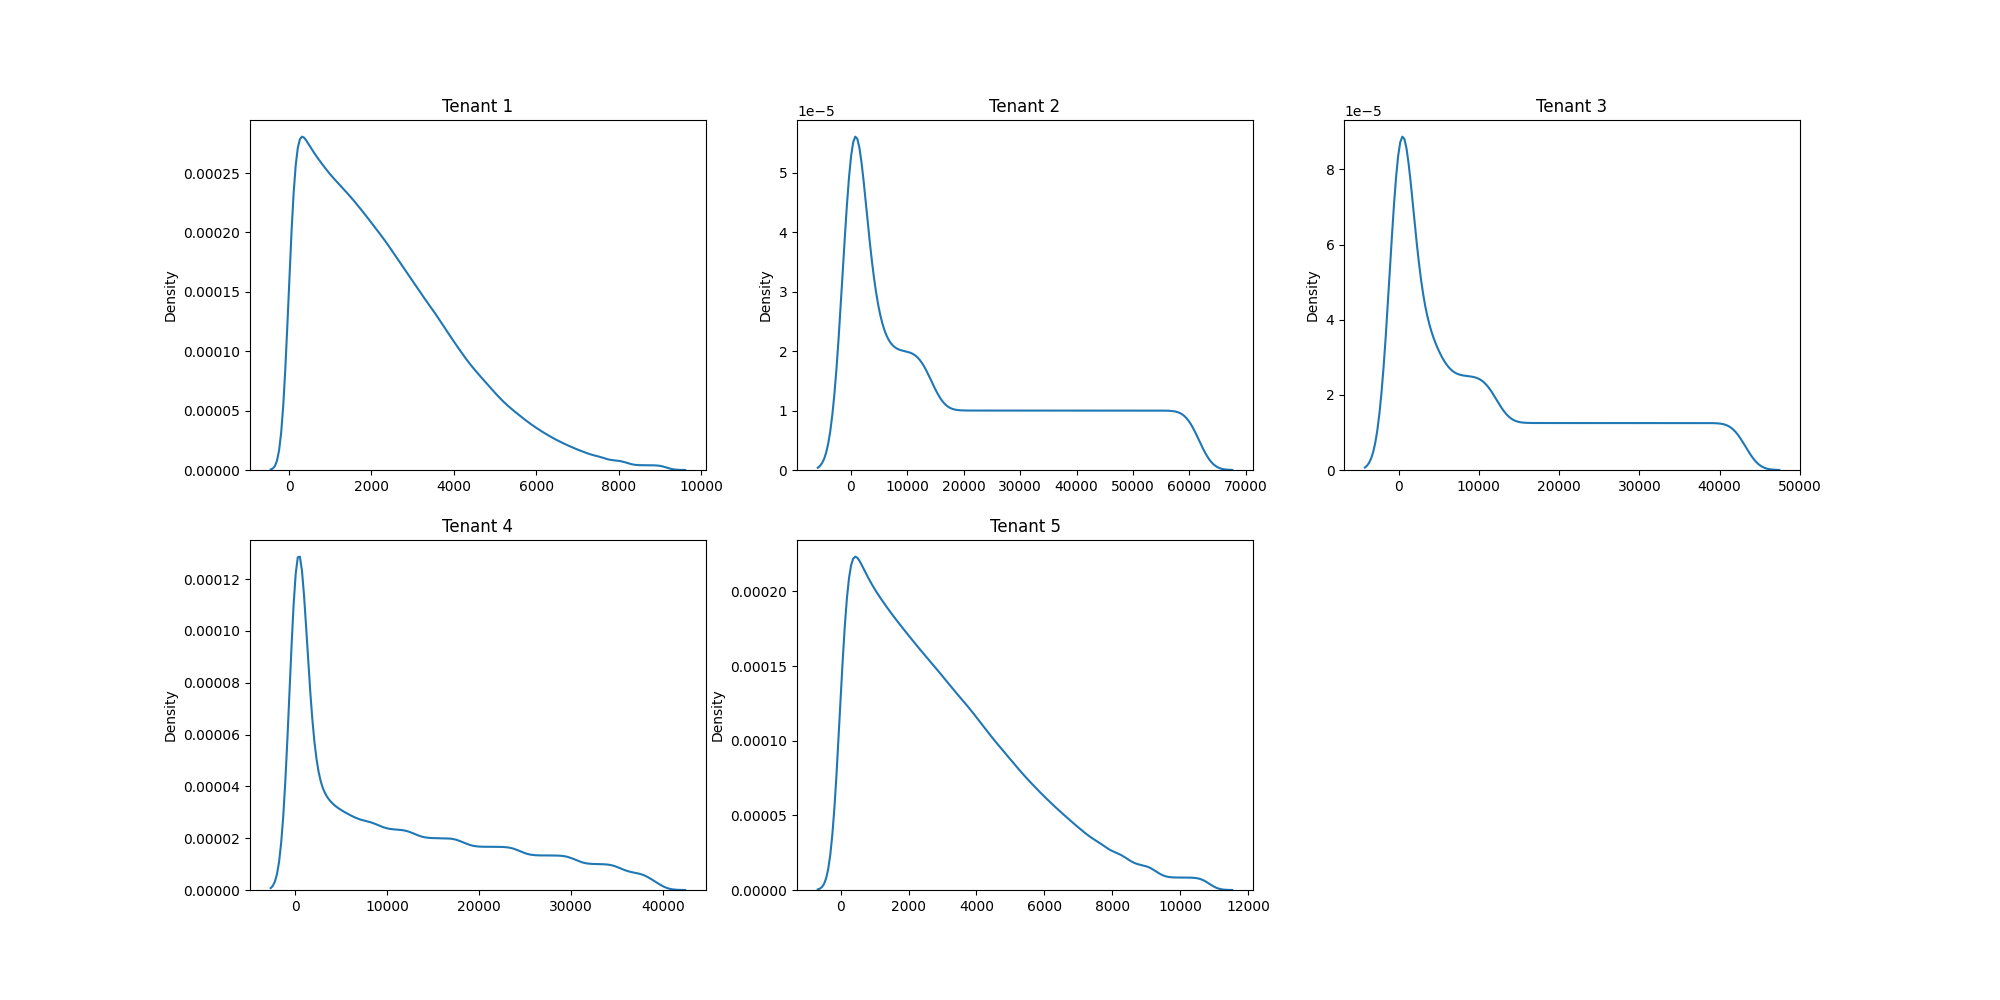 Tenant 1
0.00025
0.00020
0.00015
0.00010
0.00005
0.00000
Density
0 2000 4000 6000 8000 10000
Tenant 2
1e−5
5
4
3
2
1
0
Density
0 10000 20000 30000 40000 50000 60000 70000
Tenant 3
1e−5
8
6
4
2
0
Density
0 10000 20000 30000 40000 50000
Tenant 4
0.00012
0.00010
0.00008
0.00006
0.00004
0.00002
0.00000
Density
0 10000 20000 30000 40000
Tenant 5
0.00020
0.00015
0.00010
0.00005
0.00000
Density
0 2000 4000 6000 8000 10000 12000